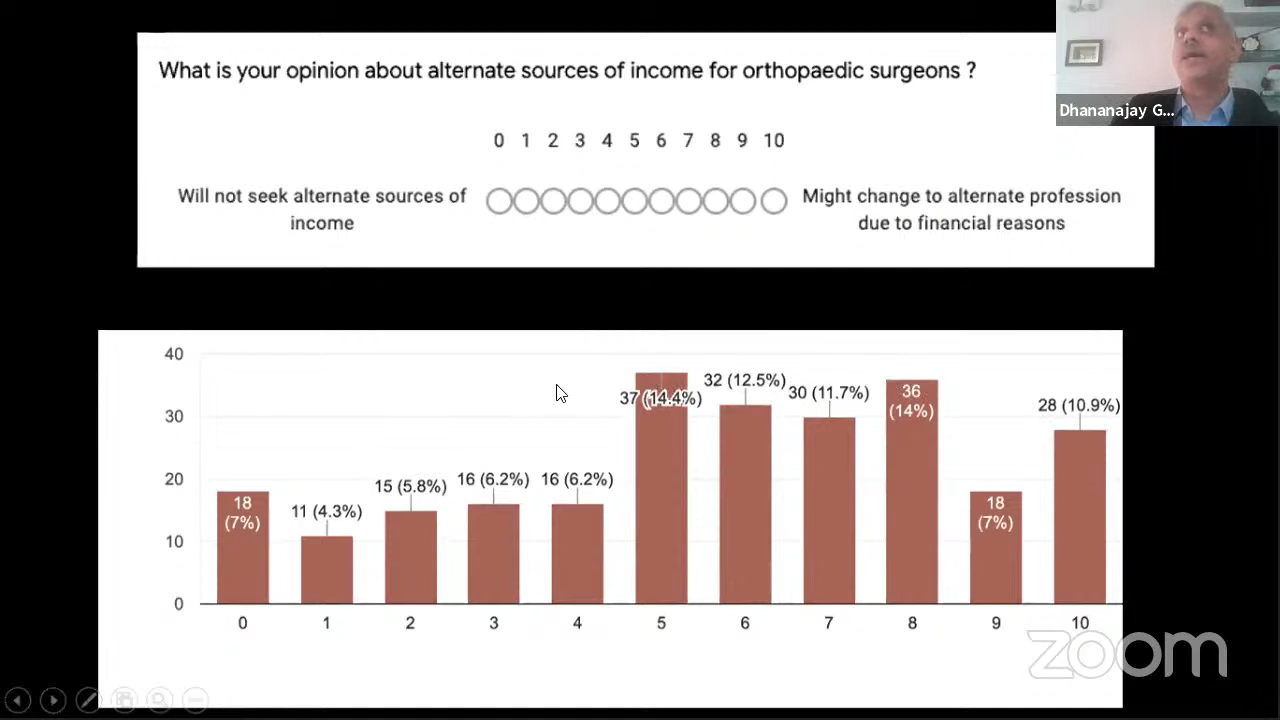 What is your opinion about alternate sources of income for orthopaedic surgeons ?
Dhananajay G...
0 1 2 3 4 5 6 7 8 9 10
Will not seek alternate sources of
income
Might change to alternate profession
due to financial reasons
40
30
20
10
0
18
(7%)
11 (4.3%)
15 (5.8%)
16 (6.2%)
16 (6.2%)
37 (14.4%)
32 (12.5%)
30 (11.7%)
36
(14%)
18
(7%)
28 (10.9%)
0 1 2 3 4 5 6 7 8 9 10
zoom